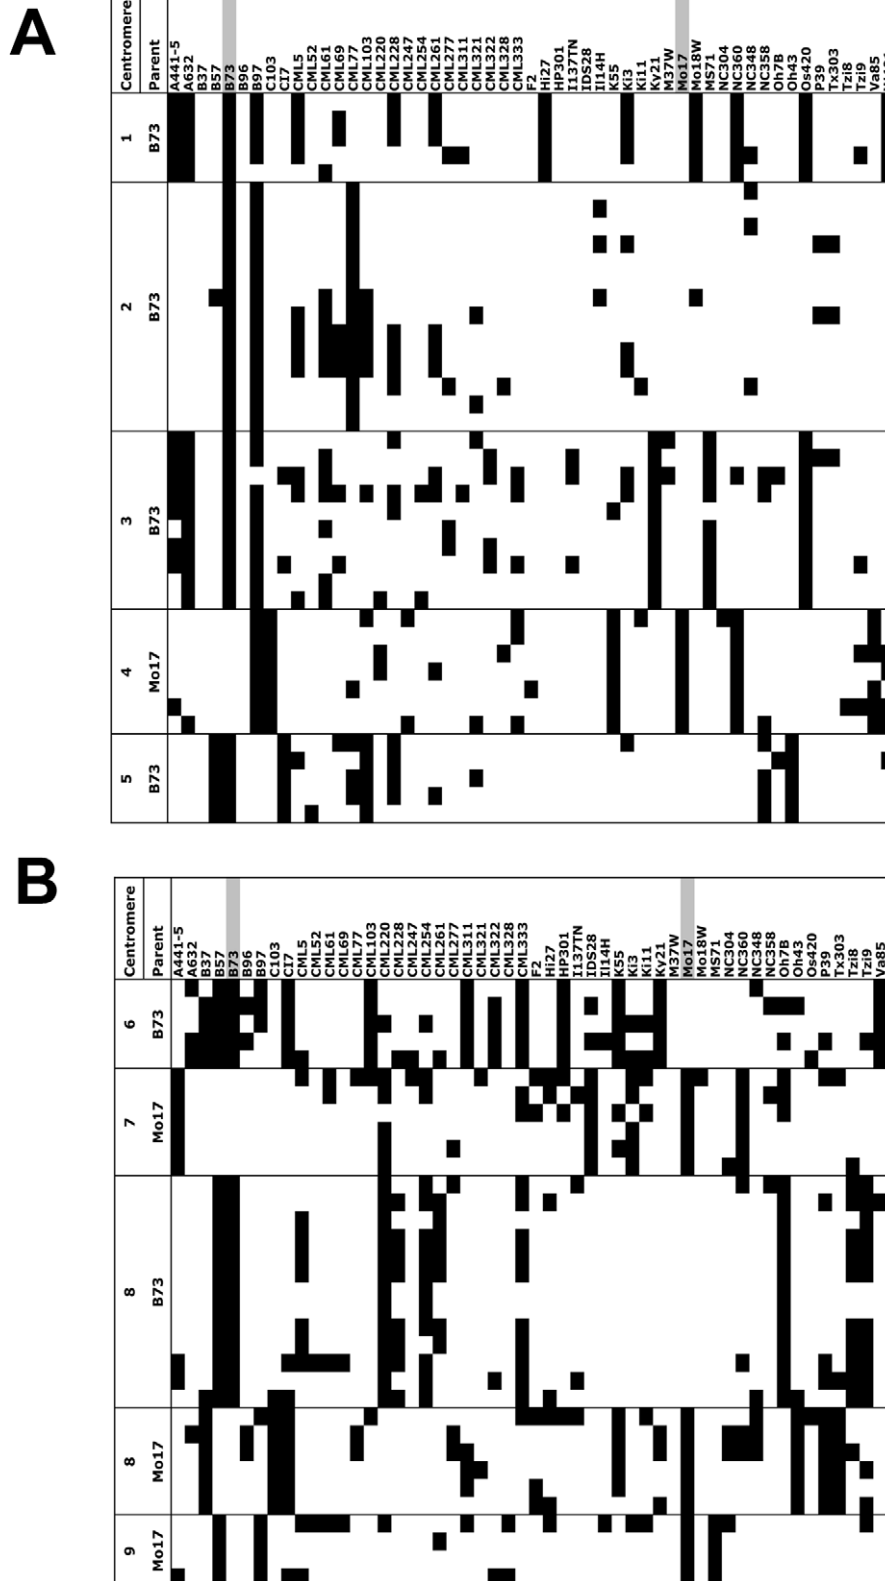 A
Centromere
Parent
A441-5
A632
B37
B57
B73
B96
B97
C103
CI7
CML5
CML52
CML61
CML69
CML77
CML103
CML220
CML228
CML247
CML254
CML261
CML277
CML311
CML321
CML322
CML328
CML333
F2
Hi27
HP301
I137TN
IDS28
Il14H
K55
Ki3
Ki11
Ky21
M37W
Mo17
Mo18W
MS71
NC304
NC360
NC348
NC358
Oh7B
Oh43
Os420
P39
Tx303
Tzi8
Tzi9
Va85
1 B73
2 B73
3 B73
4 Mo17
5 B73
B
Centromere
Parent
A441-5
A632
B37
B57
B73
B96
B97
C103
CI7
CML5
CML52
CML61
CML69
CML77
CML103
CML220
CML228
CML247
CML254
CML261
CML277
CML311
CML321
CML322
CML328
CML333
F2
Hi27
HP301
I137TN
IDS28
Il14H
K55
Ki3
Ki11
Ky21
M37W
Mo17
Mo18W
MS71
NC304
NC360
NC348
NC358
Oh7B
Oh43
Os420
P39
Tx303
Tzi8
Tzi9
Va85
6 B73
7 Mo17
8 B73
8 Mo17
9 Mo17